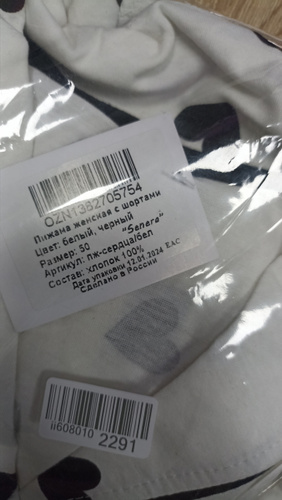 OZN1382705754
Пижама женская с шортами
Цвет: белый, черный
Размер: 50 "Senera"
Артикул: пж-сердца/бел
Состав: хлопок 100%
Дата упаковки 12.01.2024 EAC
Сделано в России
ii608010 2291